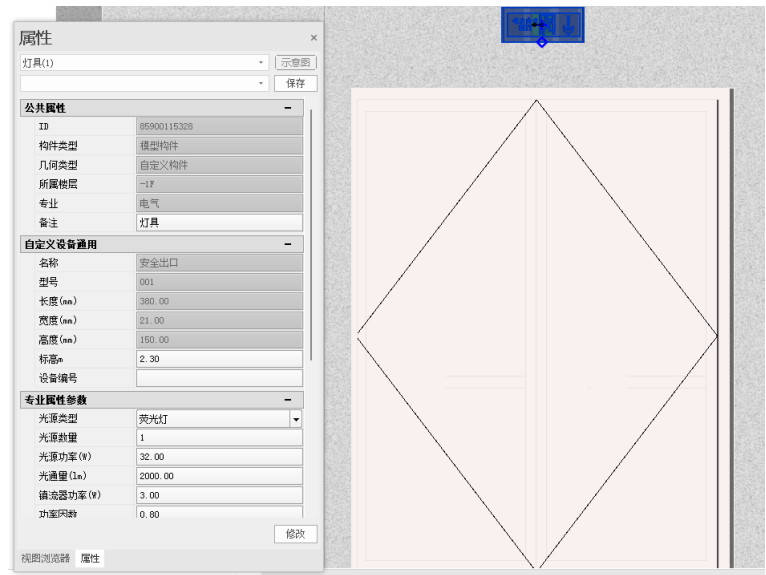 属性 ×
灯具(1) 示意图
保存
公共属性 −
ID 85900115328
构件类型 模型构件
几何类型 自定义构件
所属楼层 -1F
专业 电气
备注 灯具
自定义设备通用 −
名称 安全出口
型号 001
长度(mm) 380.00
宽度(mm) 21.00
高度(mm) 150.00
标高m 2.30
设备编号
专业属性参数 −
光源类型 荧光灯
光源数量 1
光源功率(W) 32.00
光通量(lm) 2000.00
镇流器功率(W) 3.00
功率因数 0.80
修改
视图浏览器 属性